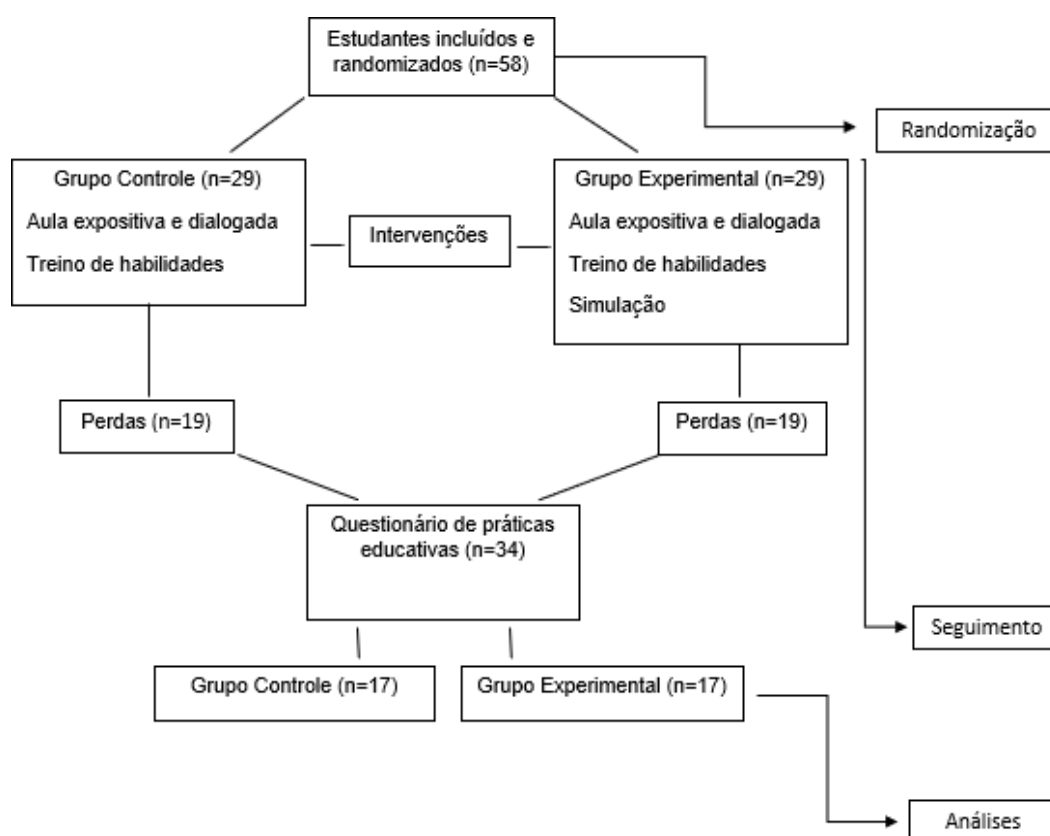 Estudantes incluídos e
randomizados (n=58)
Randomização
Grupo Controle (n=29)
Aula expositiva e dialogada
Treino de habilidades
Intervenções
Grupo Experimental (n=29)
Aula expositiva e dialogada
Treino de habilidades
Simulação
Perdas (n=19)
Perdas (n=19)
Questionário de práticas
educativas (n=34)
Seguimento
Grupo Controle (n=17)
Grupo Experimental (n=17)
Análises